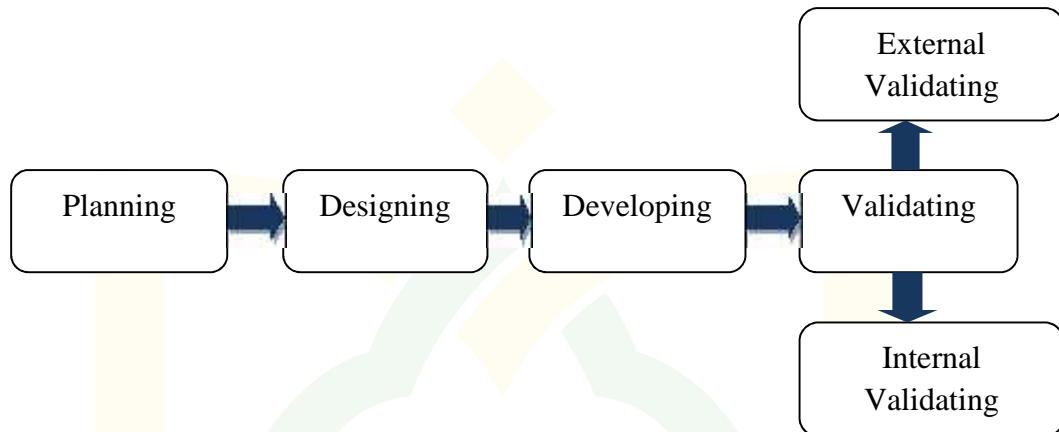 External
Validating
Planning
Designing
Developing
Validating
Internal
Validating